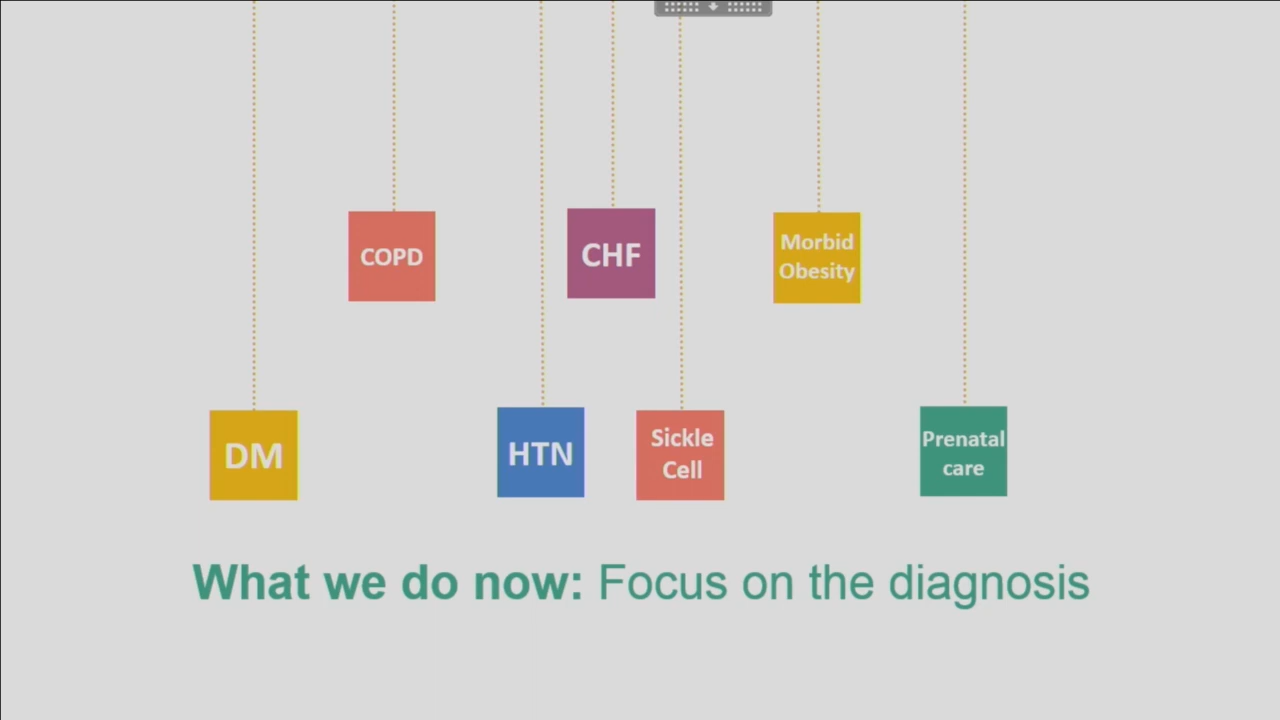 COPD
CHF
Morbid
Obesity
DM
HTN
Sickle
Cell
Prenatal
care
What we do now: Focus on the diagnosis